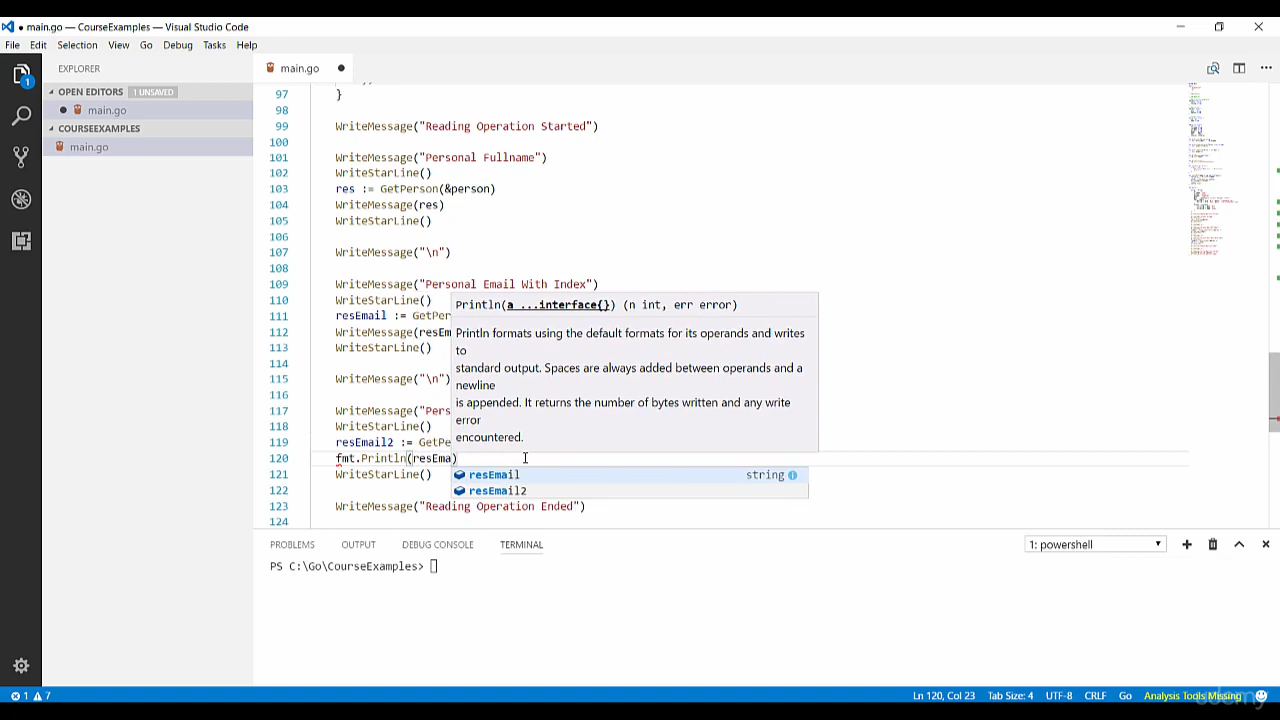 main.go — CourseExamples — Visual Studio Code
File Edit Selection View Go Debug Tasks Help
EXPLORER
OPEN EDITORS 1 UNSAVED
main.go
COURSEEXAMPLES
main.go
1
main.go
97 }
98
99 WriteMessage("Reading Operation Started")
100
101 WriteMessage("Personal Fullname")
102 WriteStarLine()
103 res := GetPerson(&person)
104 WriteMessage(res)
105 WriteStarLine()
106
107 WriteMessage("\n")
108
109 WriteMessage("Personal Email With Index")
110 WriteStarLine()
111 resEmail := GetPer
112 WriteMessage(resEm
113 WriteStarLine()
114
115 WriteMessage("\n")
116
117 WriteMessage("Pers
118 WriteStarLine()
119 resEmail2 := GetPe
120 fmt.Println(resEma)
121 WriteStarLine()
122
123 WriteMessage("Reading Operation Ended")
124
Println(a ...interface{}) (n int, err error)
Println formats using the default formats for its operands and writes
to
standard output. Spaces are always added between operands and a
newline
is appended. It returns the number of bytes written and any write
error
encountered.
resEmail string
resEmail2
PROBLEMS OUTPUT DEBUG CONSOLE TERMINAL 1: powershell
PS C:\Go\CourseExamples>
1 7 Ln 120, Col 23 Tab Size: 4 UTF-8 CRLF Go Analysis Tools Missing
udemy